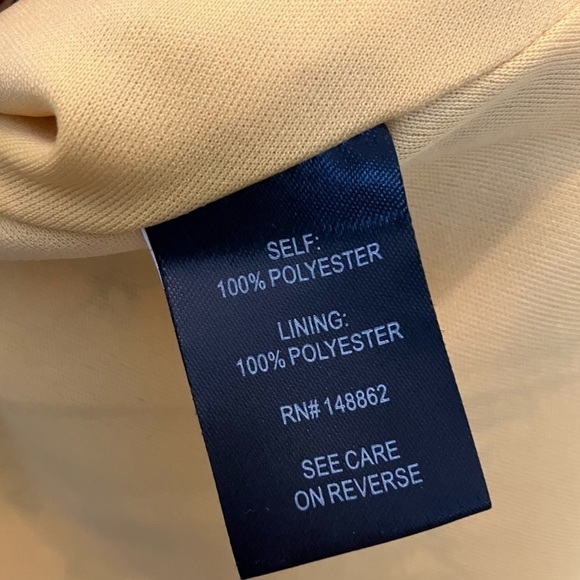 SELF:
100% POLYESTER
LINING:
100% POLYESTER
RN# 148862
SEE CARE
ON REVERSE